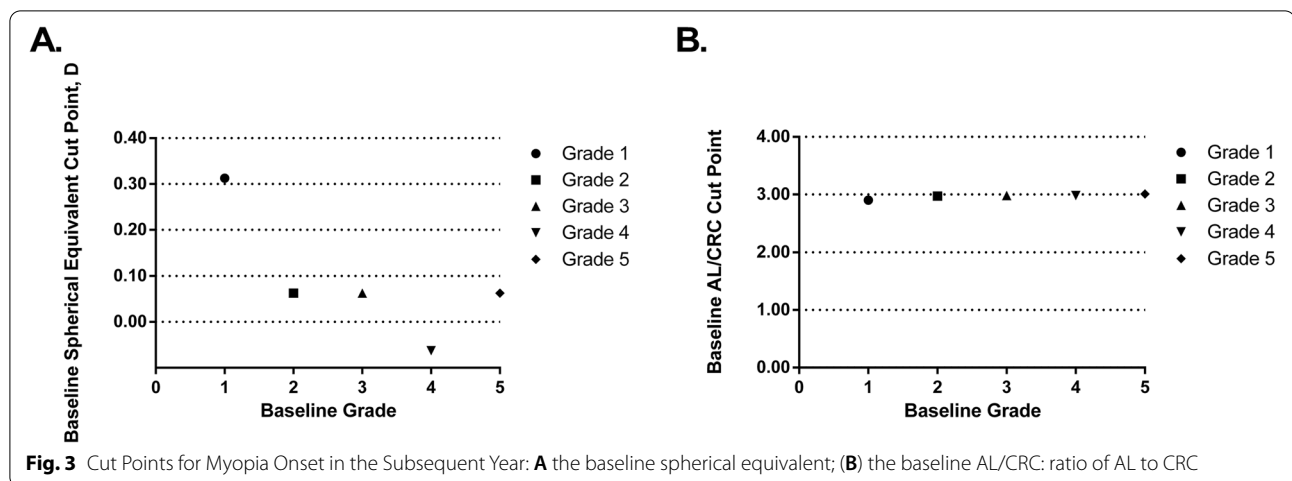 A.
Baseline Spherical Equivalent Cut Point, D
0.40
0.30
0.20
0.10
0.00
0
1
2
3
4
5
Baseline Grade
Grade 1
Grade 2
Grade 3
Grade 4
Grade 5
B.
Baseline AL/CRC Cut Point
4.00
3.00
2.00
1.00
0.00
0
1
2
3
4
5
Baseline Grade
Grade 1
Grade 2
Grade 3
Grade 4
Grade 5
Fig. 3 Cut Points for Myopia Onset in the Subsequent Year: A the baseline spherical equivalent; (B) the baseline AL/CRC: ratio of AL to CRC